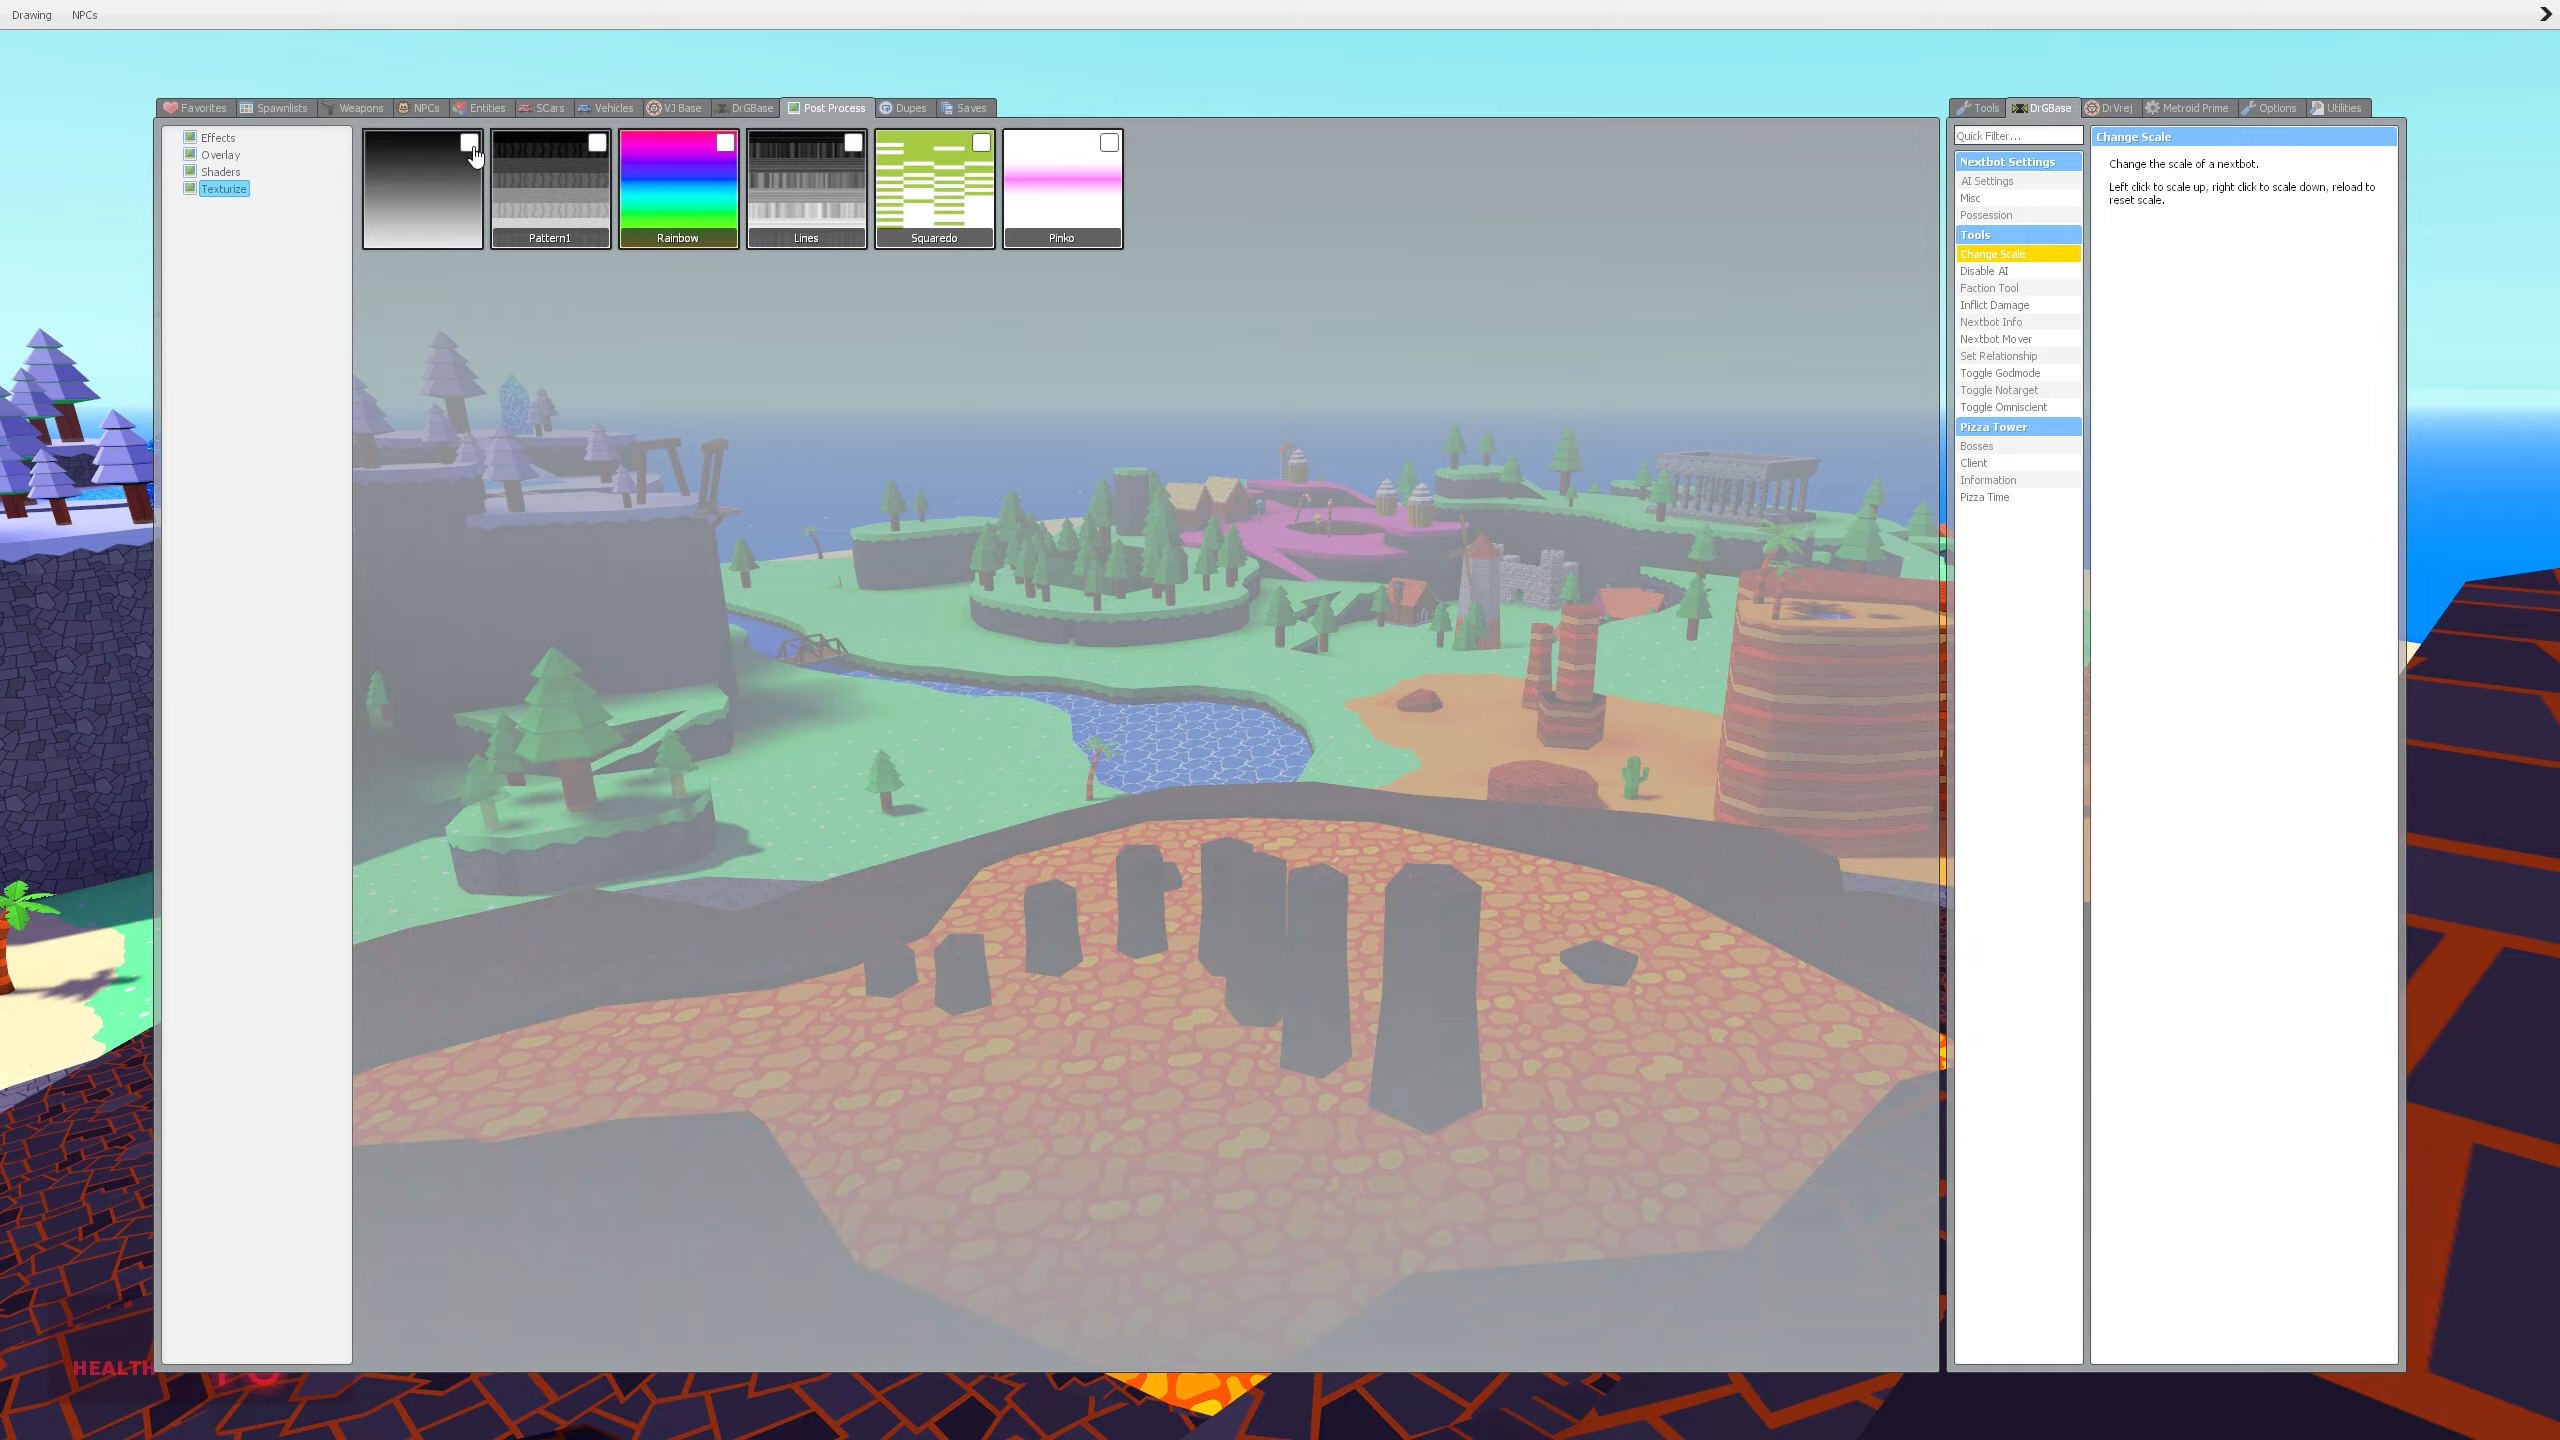 Drawing NPCs
Favorites Spawnlists Weapons NPCs Entities SCars Vehicles VJ Base DrGBase Post Process Dupes Saves
Effects
Overlay
Shaders
Texturize
Pattern1 Rainbow Lines Squaredo Pinko
Tools DrGBase DrVrej Metroid Prime Options Utilities
Quick Filter...
Nextbot Settings
AI Settings
Misc
Possession
Tools
Change Scale
Disable AI
Faction Tool
Inflict Damage
Nextbot Info
Nextbot Mover
Set Relationship
Toggle Godmode
Toggle Notarget
Toggle Omniscient
Pizza Tower
Bosses
Client
Information
Pizza Time
Change Scale
Change the scale of a nextbot.
Left click to scale up, right click to scale down, reload to
reset scale.
HEALTH